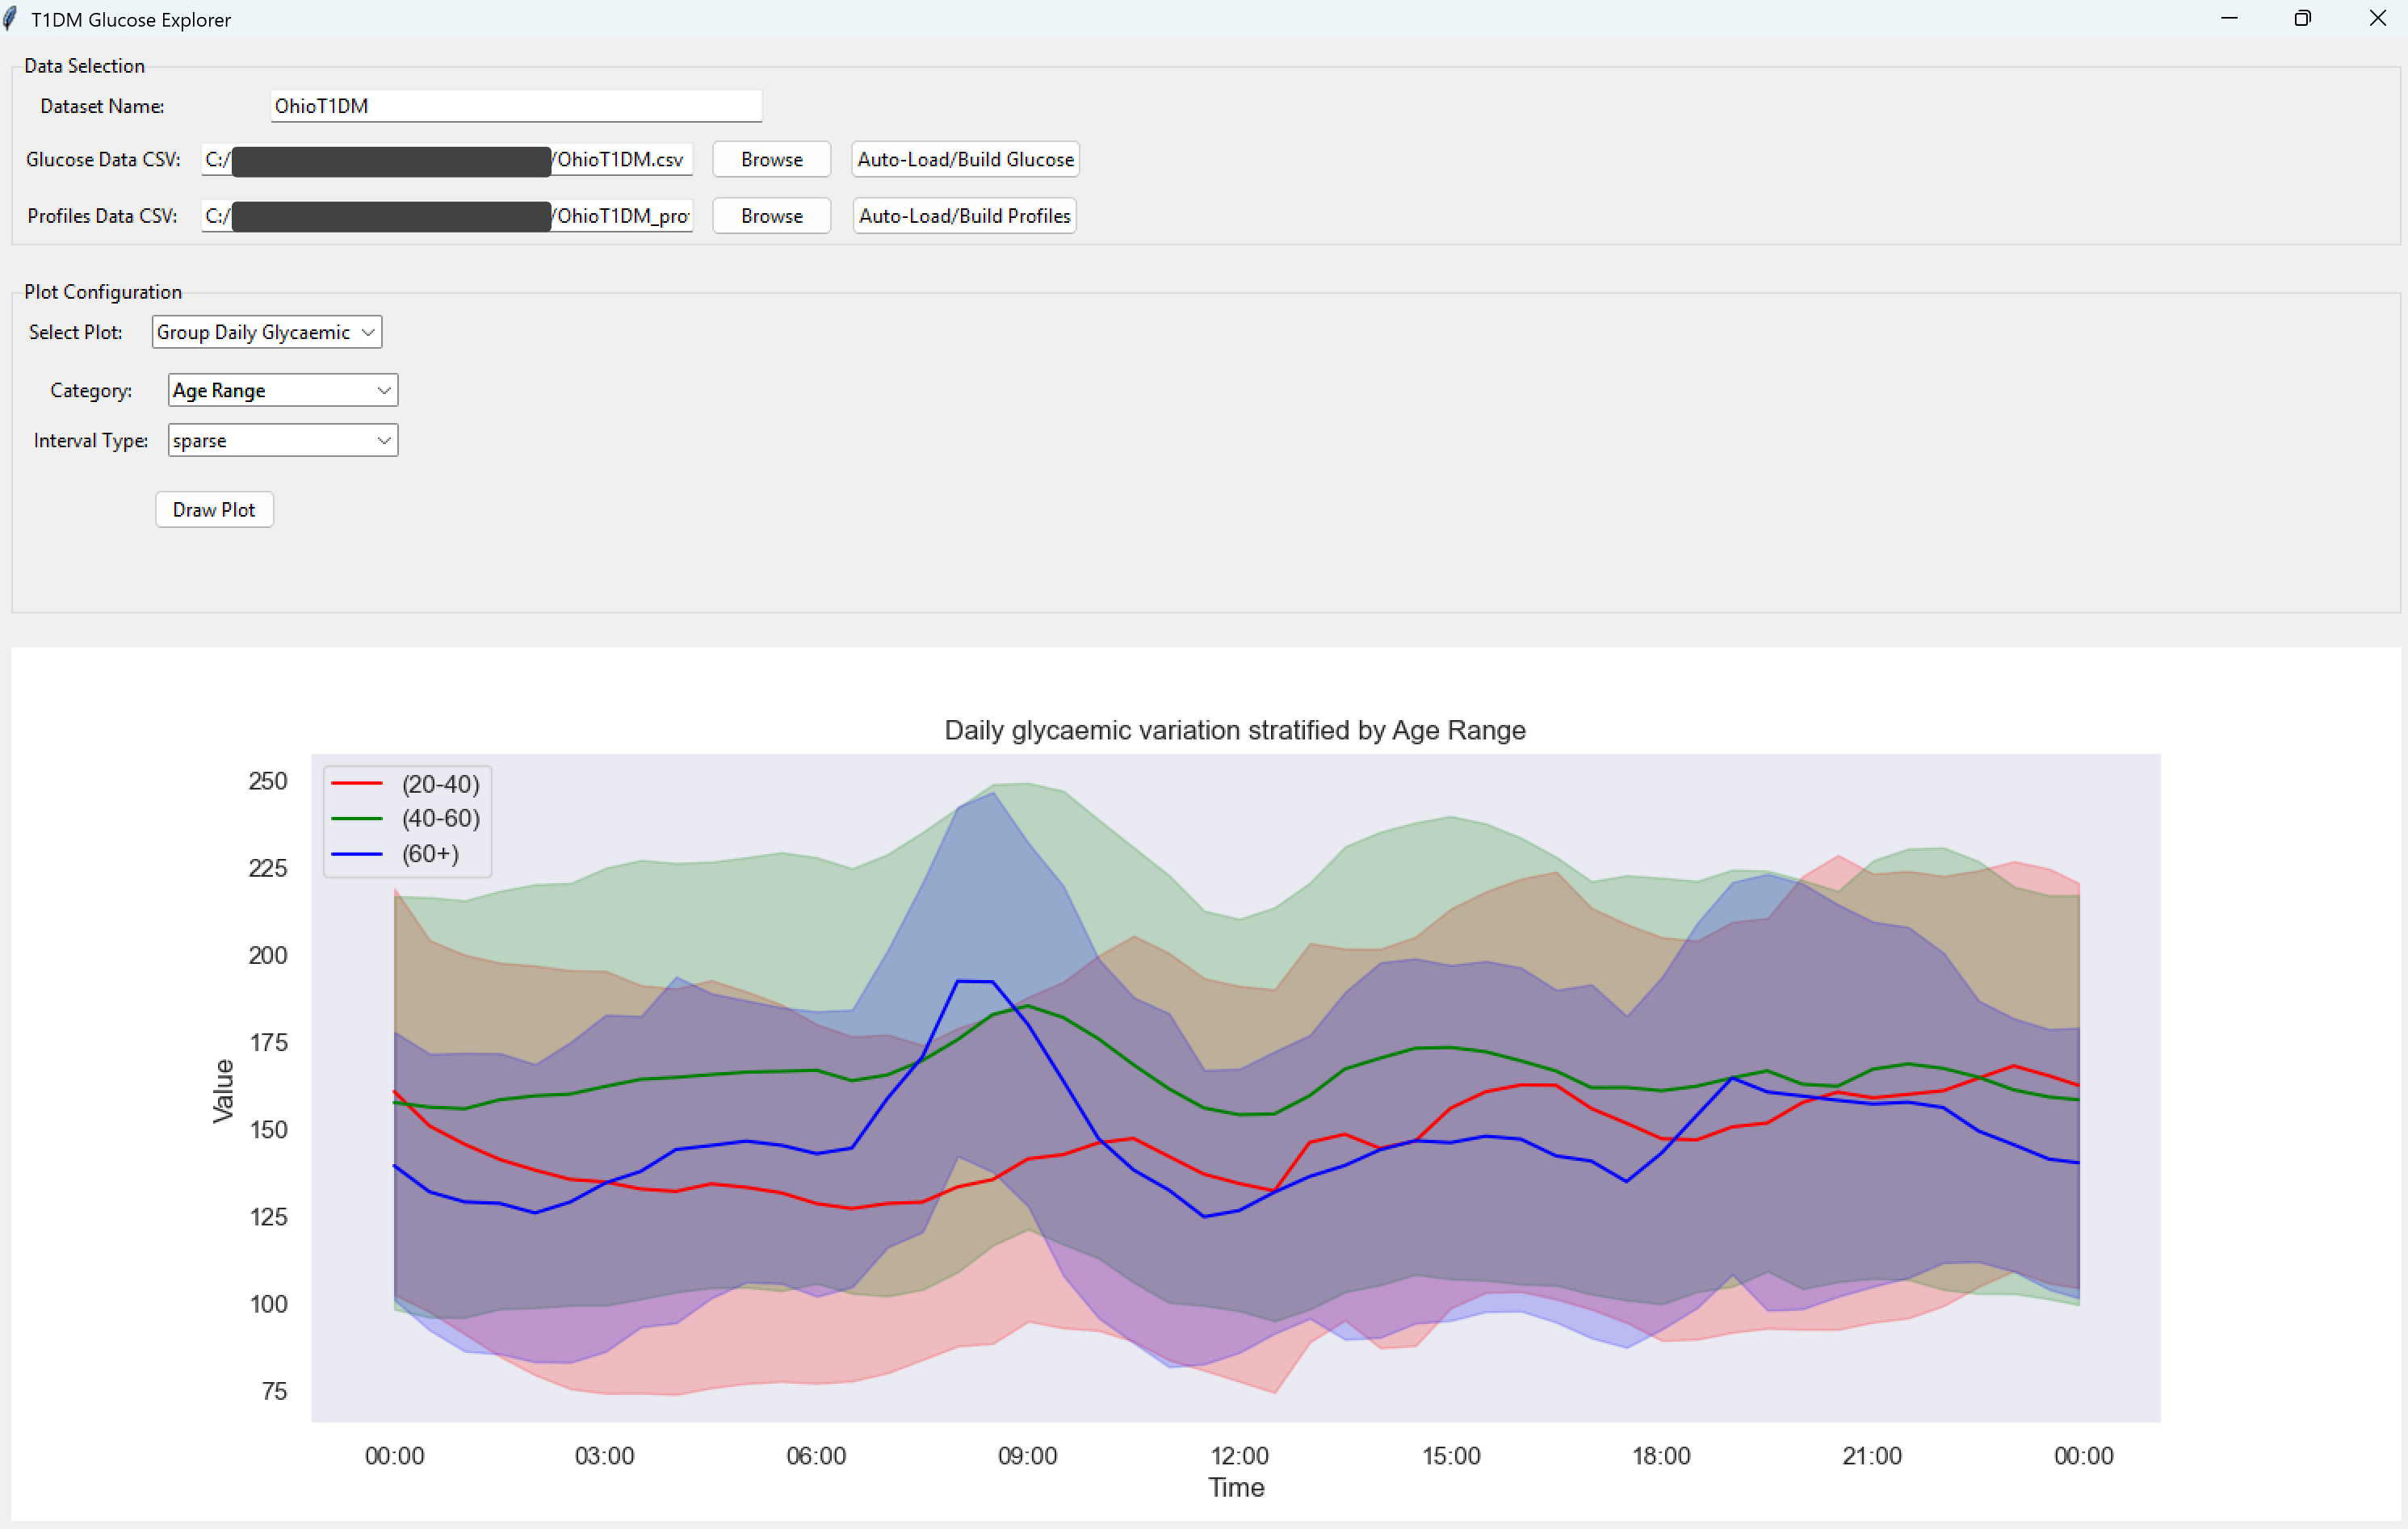 T1DM Glucose Explorer
Data Selection
Dataset Name: OhioT1DM
Glucose Data CSV: C:/ /OhioT1DM.csv Browse Auto-Load/Build Glucose
Profiles Data CSV: C:/ /OhioT1DM_pro Browse Auto-Load/Build Profiles
Plot Configuration
Select Plot: Group Daily Glycaemic
Category: Age Range
Interval Type: sparse
Draw Plot
Daily glycaemic variation stratified by Age Range
(20-40)
(40-60)
(60+)
250
225
200
175
150
125
100
75
Value
00:00 03:00 06:00 09:00 12:00 15:00 18:00 21:00 00:00
Time